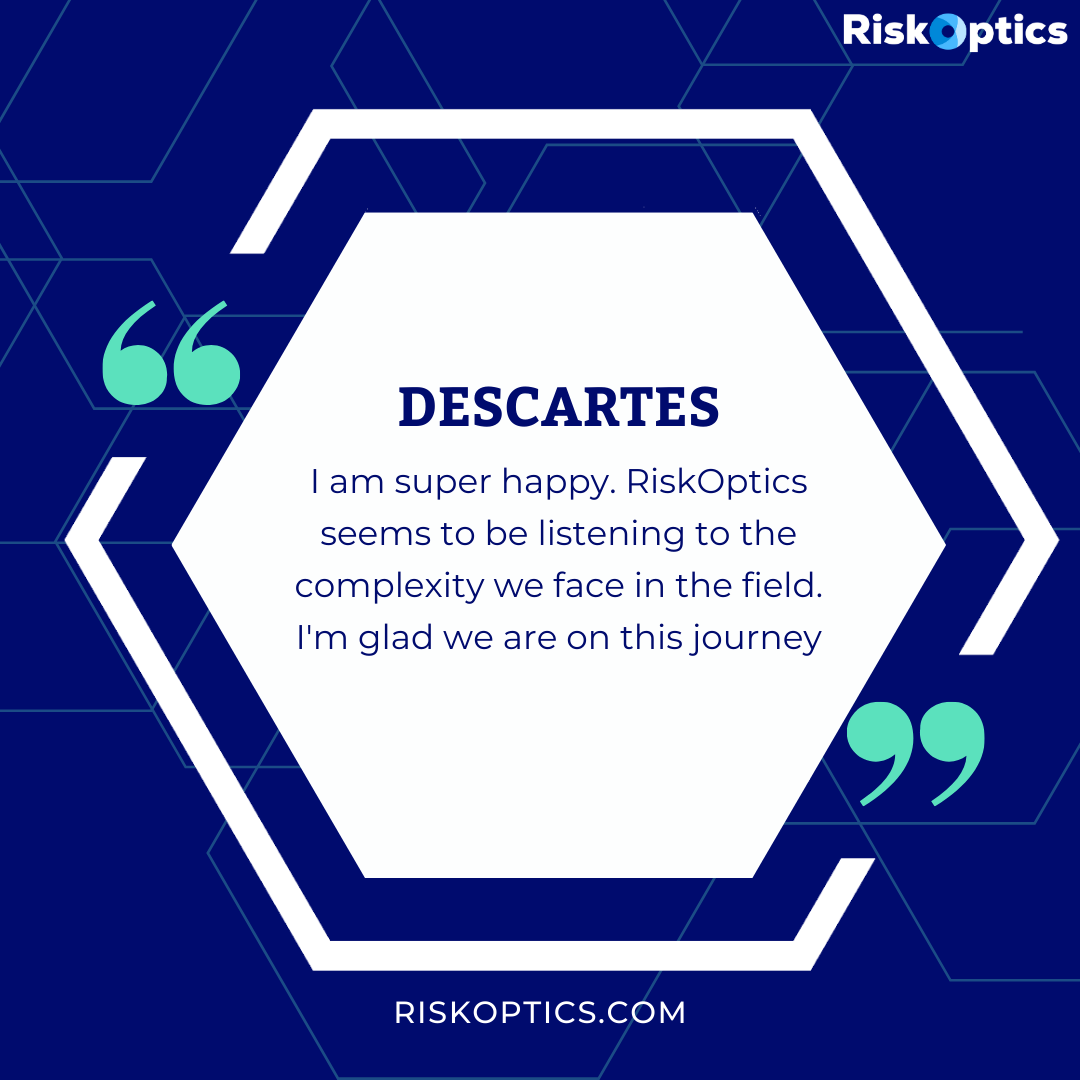 RiskOptics
DESCARTES
I am super happy. RiskOptics
seems to be listening to the
complexity we face in the field.
I'm glad we are on this journey
RISKOPTICS.COM